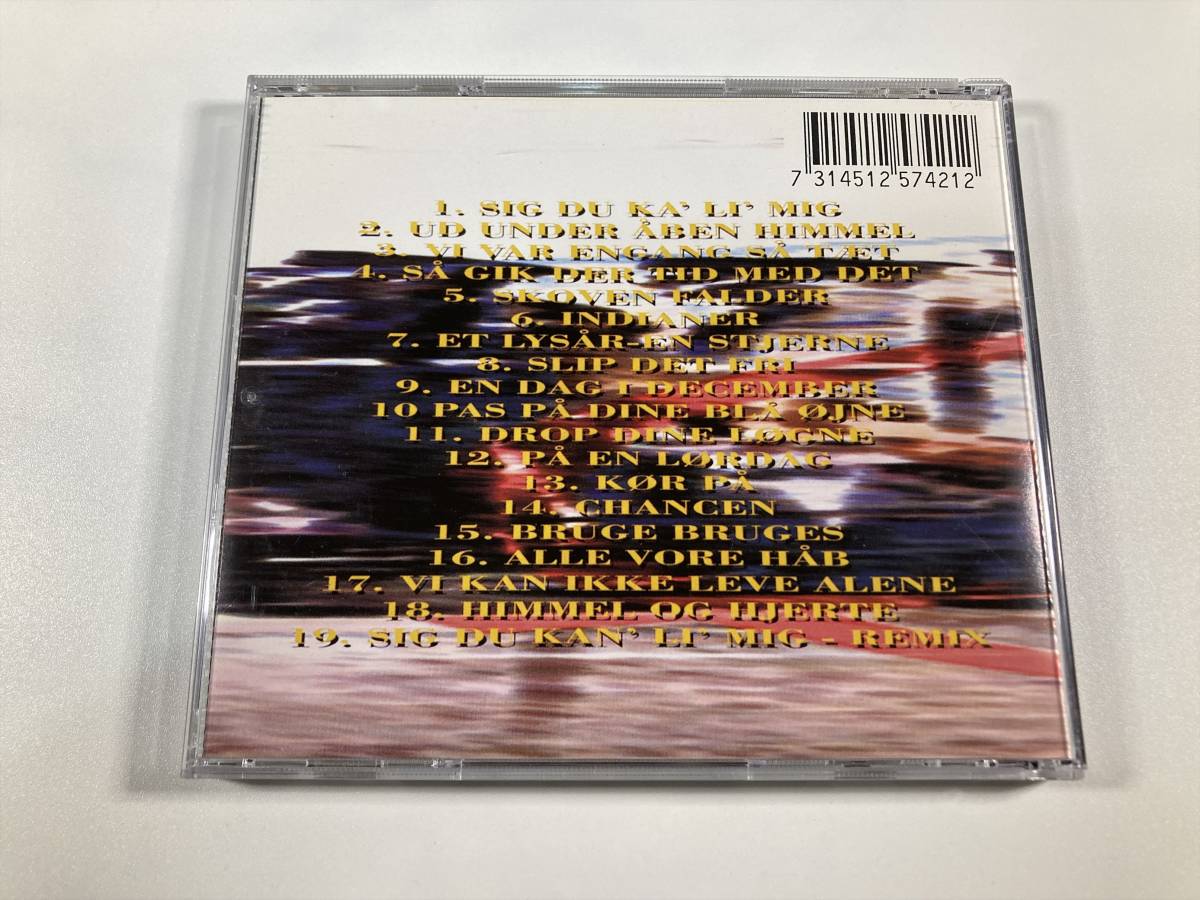 7 314512 574212
1. SIG DU KA' LI' MIG
2. UD UNDER ÅBEN HIMMEL
3. VI VAR ENGANG SÅ TÆT
4. SÅ GIK DER TID MED DET
5. SKOVEN FALDER
6. INDIANER
7. ET LYSÅR-EN STJERNE
8. SLIP DET FRI
9. EN DAG I DECEMBER
10 PAS PÅ DINE BLÅ ØJNE
11. DROP DINE LØGNE
12. PÅ EN LØRDAG
13. KØR PÅ
14. CHANCEN
15. BRUGE BRUGES
16. ALLE VORE HÅB
17. VI KAN IKKE LEVE ALENE
18. HIMMEL OG HJERTE
19. SIG DU KAN' LI' MIG - REMIX